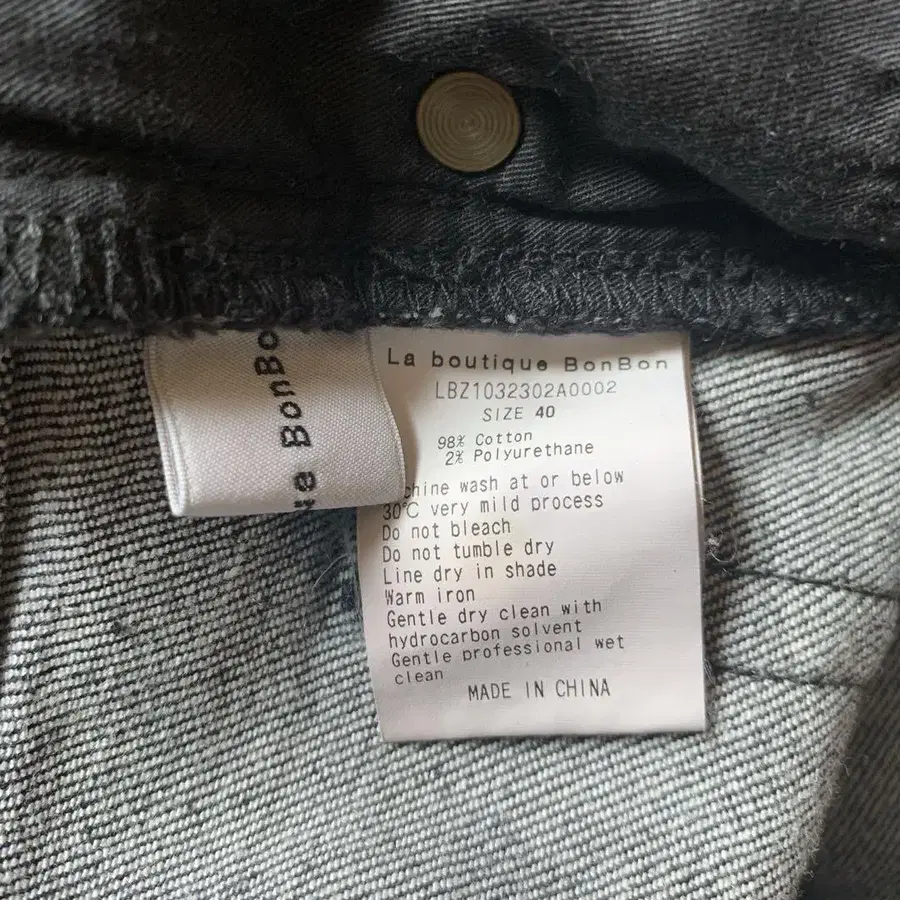 BonBo
La boutique BonBon
LBZ1032302A0002
SIZE 40
98% Cotton
2% Polyurethane
wash at or below
30℃ very mild process
Do not bleach
Do not tumble dry
Line dry in shade
Warm iron
Gentle dry clean with
hydrocarbon solvent
Gentle professional wet
clean
MADE IN CHINA